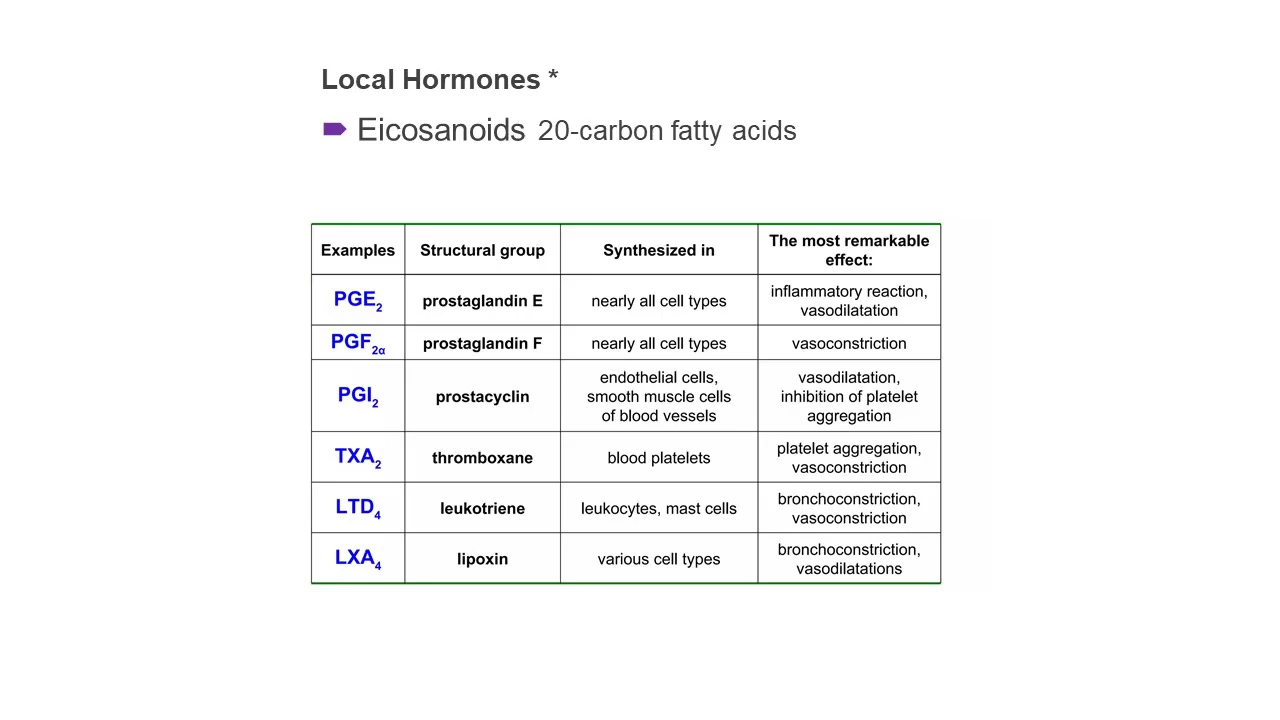 Local Hormones *
Eicosanoids 20-carbon fatty acids
Examples Structural group Synthesized in The most remarkable effect:
PGE2 prostaglandin E nearly all cell types inflammatory reaction, vasodilatation
PGF2α prostaglandin F nearly all cell types vasoconstriction
PGI2 prostacyclin endothelial cells, smooth muscle cells of blood vessels vasodilatation, inhibition of platelet aggregation
TXA2 thromboxane blood platelets platelet aggregation, vasoconstriction
LTD4 leukotriene leukocytes, mast cells bronchoconstriction, vasoconstriction
LXA4 lipoxin various cell types bronchoconstriction, vasodilatations